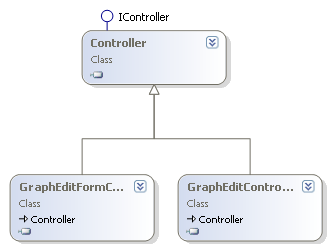 IController
Controller
Class
GraphEditFormC...
Class
Controller
GraphEditContro...
Class
Controller